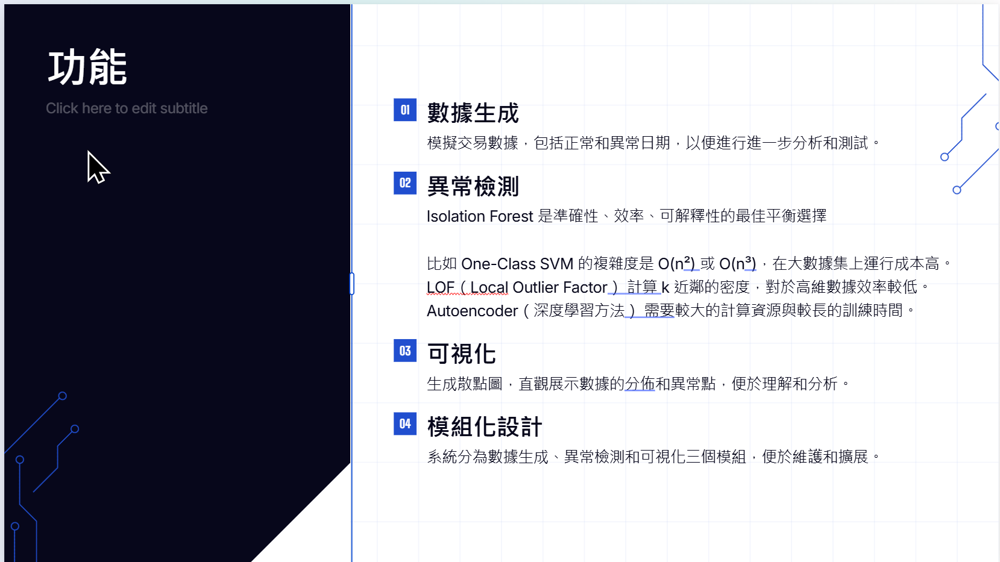 功能
Click here to edit subtitle
01 數據生成
模擬交易數據，包括正常和異常日期，以便進行進一步分析和測試。
02 異常檢測
Isolation Forest 是準確性、效率、可解釋性的最佳平衡選擇
比如 One-Class SVM 的複雜度是 O(n²) 或 O(n³)，在大數據集上運行成本高。
LOF（Local Outlier Factor） 計算 k 近鄰的密度，對於高維數據效率較低。
Autoencoder（深度學習方法） 需要較大的計算資源與較長的訓練時間。
03 可視化
生成散點圖，直觀展示數據的分佈和異常點，便於理解和分析。
04 模組化設計
系統分為數據生成、異常檢測和可視化三個模組，便於維護和擴展。